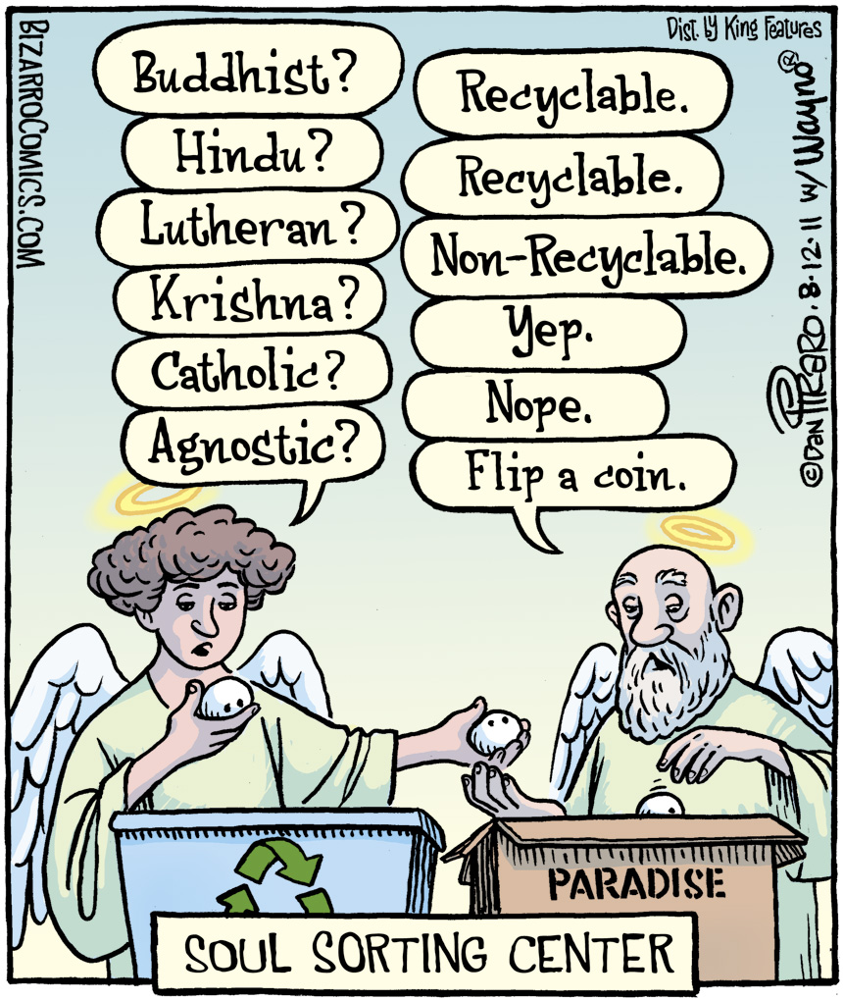 BIZARROCOMICS.COM
Dist. by King Features
Buddhist?
Hindu?
Lutheran?
Krishna?
Catholic?
Agnostic?
Recyclable.
Recyclable.
Non-Recyclable.
Yep.
Nope.
Flip a coin.
©DAN PIRARO. 8·12·11 w/ Wayno®
PARADISE
SOUL SORTING CENTER